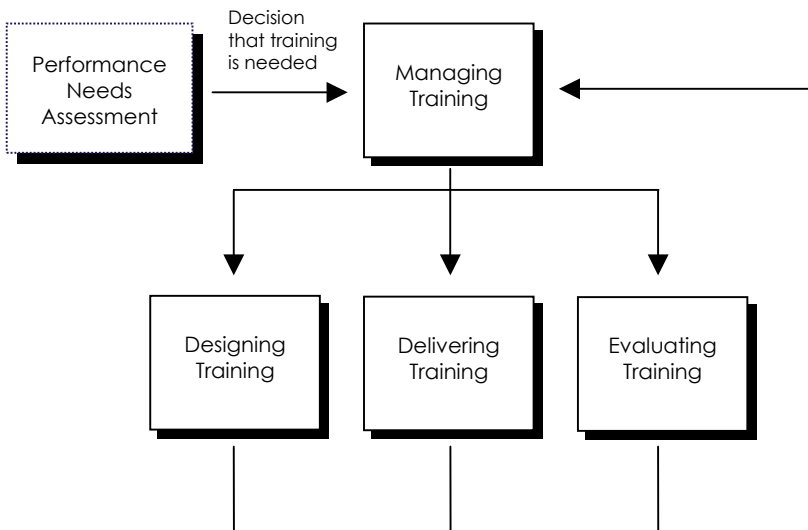 Performance
Needs
Assessment
Decision
that training
is needed
Managing
Training
Designing
Training
Delivering
Training
Evaluating
Training